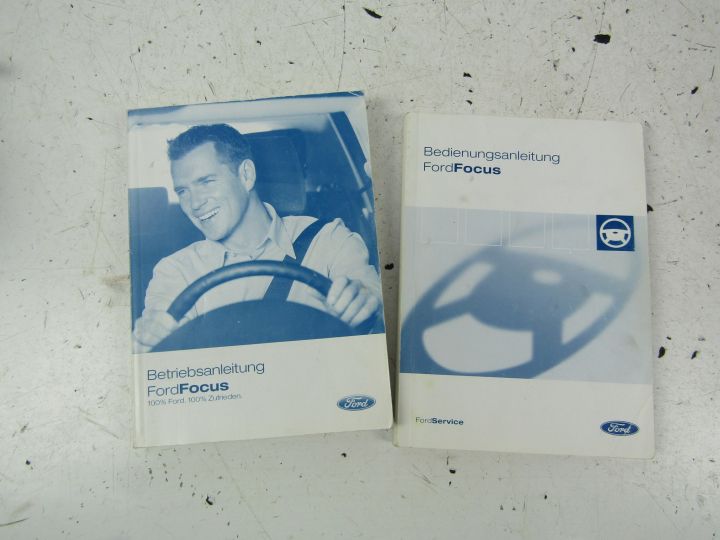 Betriebsanleitung
FordFocus
100% Ford. 100% Zufrieden.
Ford
Bedienungsanleitung
FordFocus
FordService
Ford